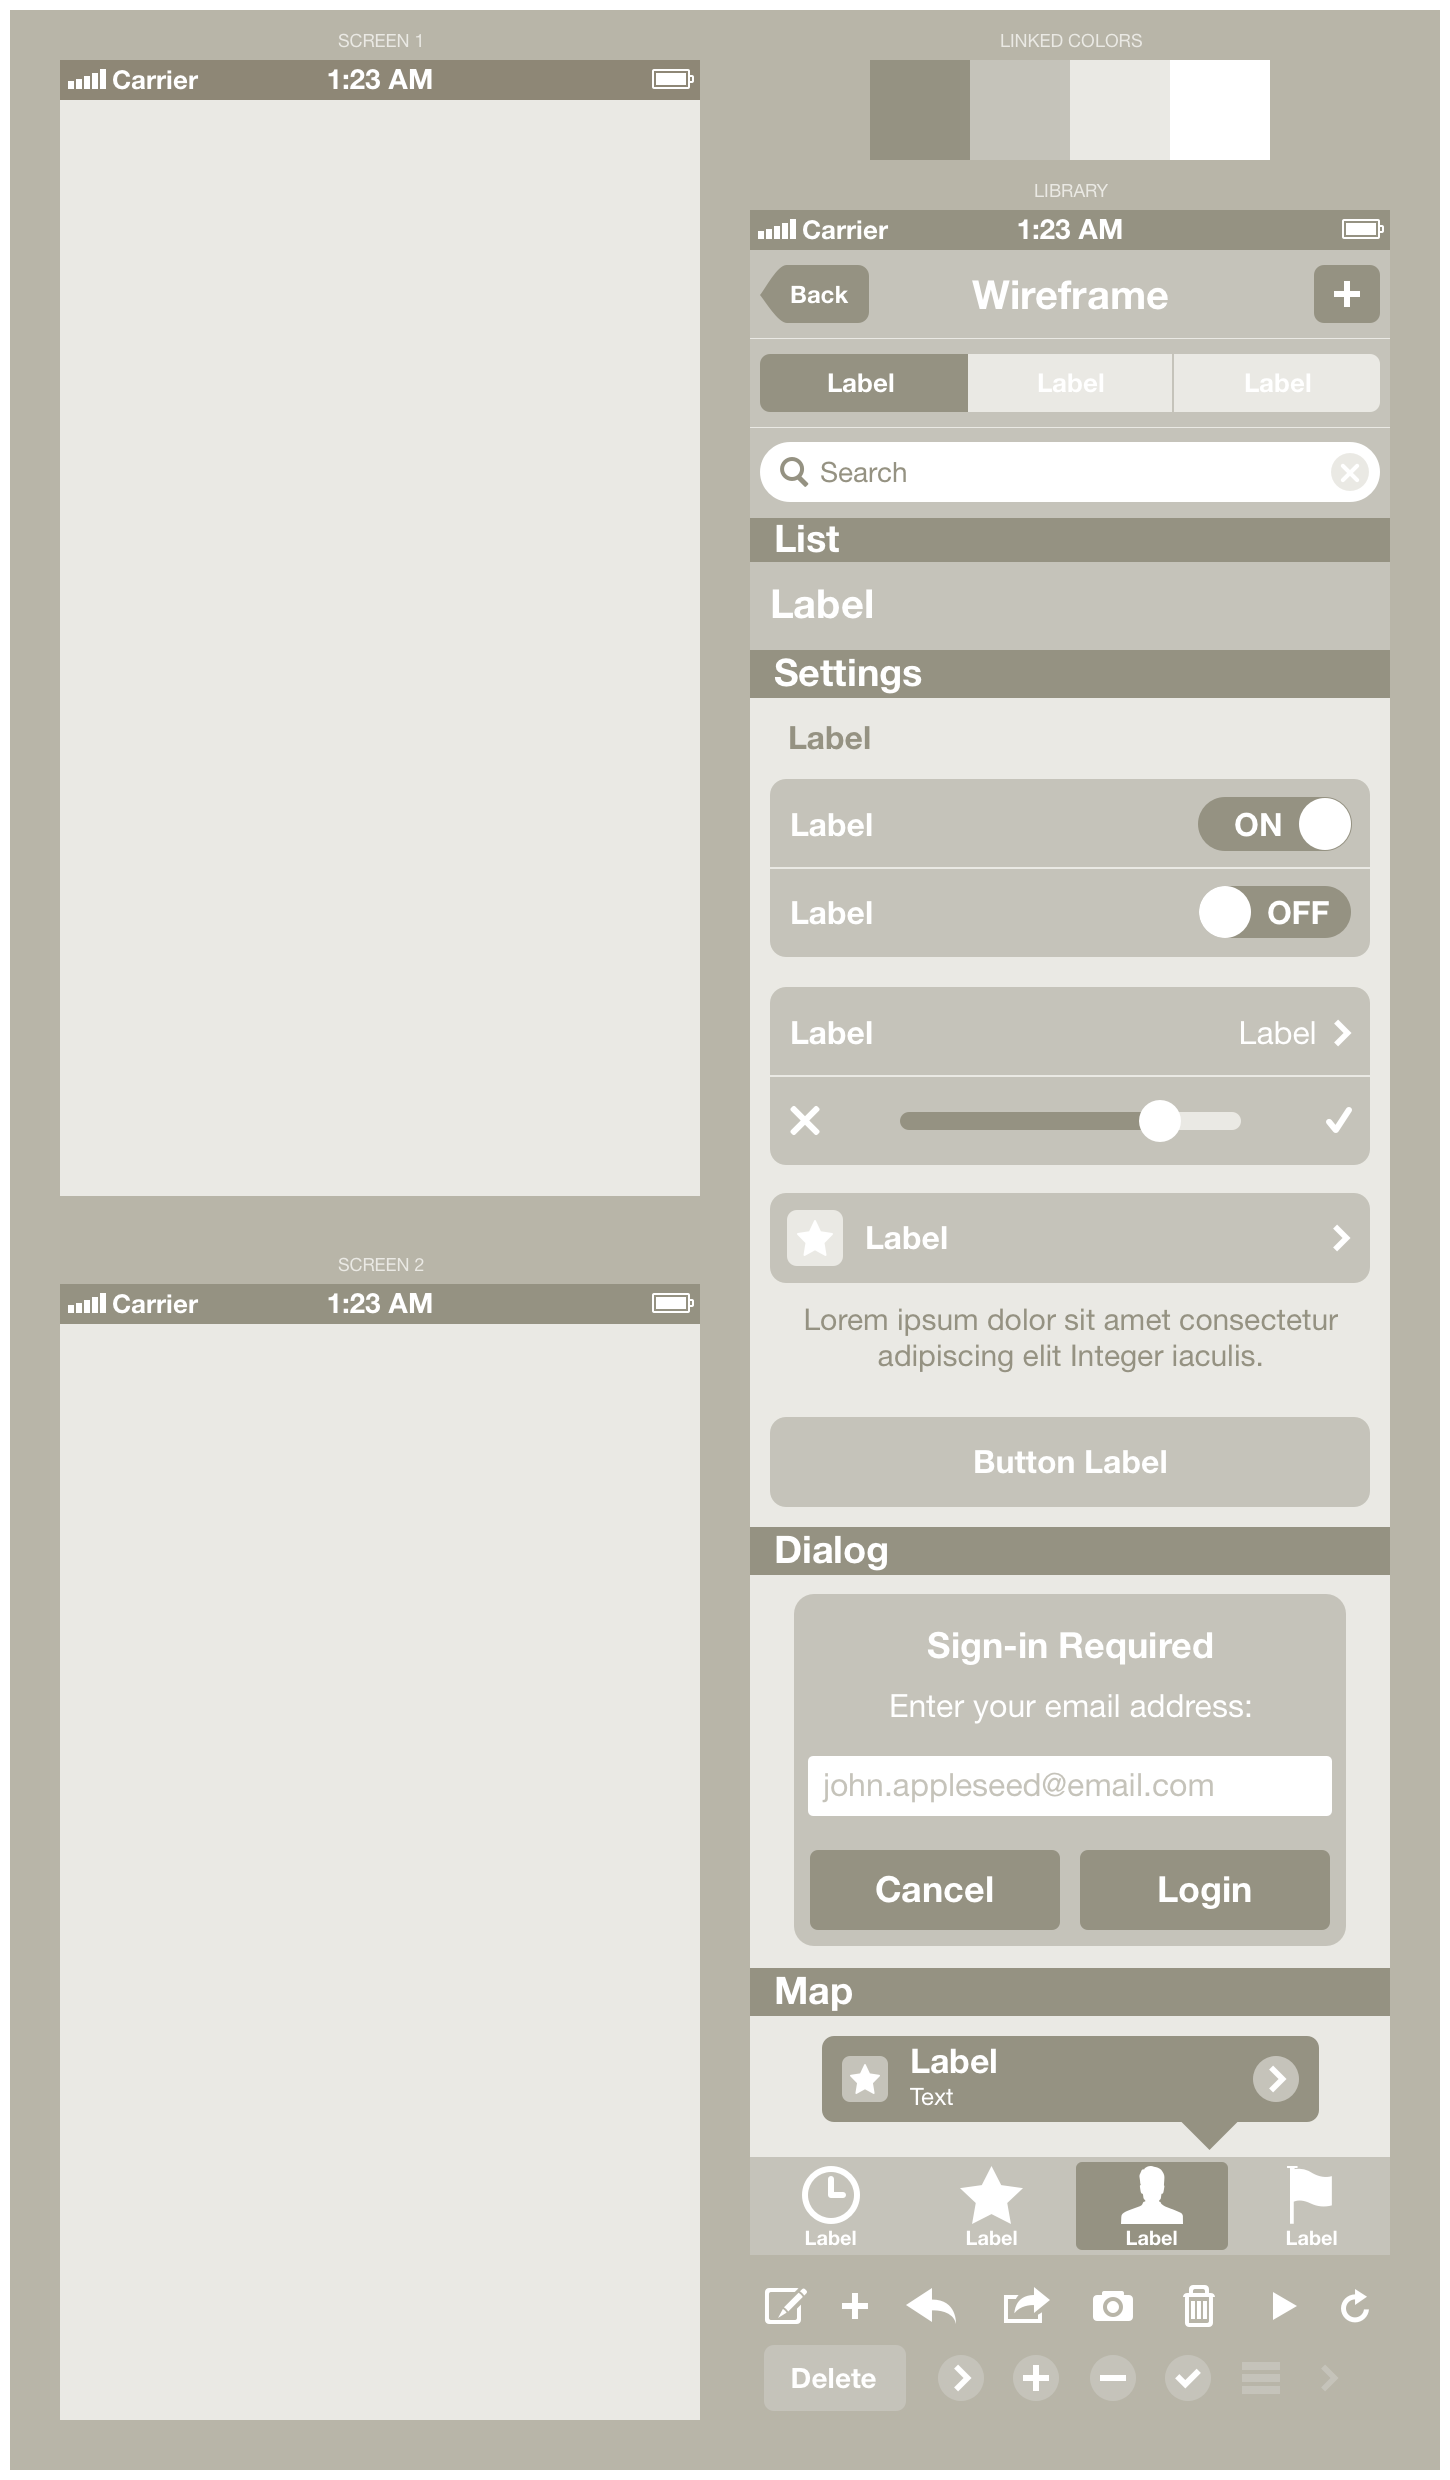 SCREEN 1
Carrier 1:23 AM
SCREEN 2
Carrier 1:23 AM
LINKED COLORS
LIBRARY
Carrier 1:23 AM
Back Wireframe
Label Label Label
Search
List
Label
Settings
Label
Label ON
Label OFF
Label Label
Label
Lorem ipsum dolor sit amet consectetur
adipiscing elit Integer iaculis.
Button Label
Dialog
Sign-in Required
Enter your email address:
john.appleseed@email.com
Cancel Login
Map
Label
Text
Label Label Label Label
Delete